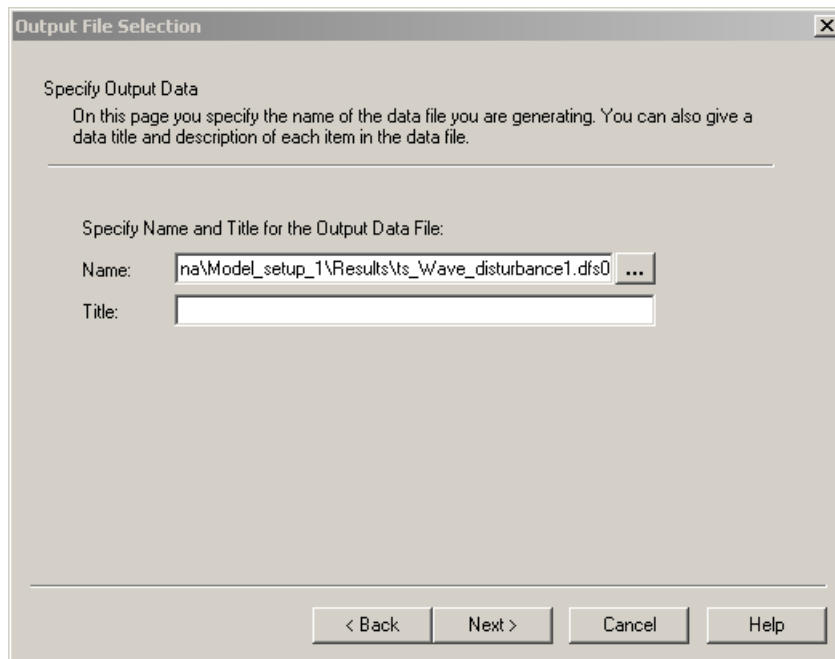 Output File Selection
Specify Output Data
On this page you specify the name of the data file you are generating. You can also give a
data title and description of each item in the data file.
Specify Name and Title for the Output Data File:
Name: na\Model_setup_1\Results\ts_Wave_disturbance1.dfs0 ...
Title:
< Back Next > Cancel Help